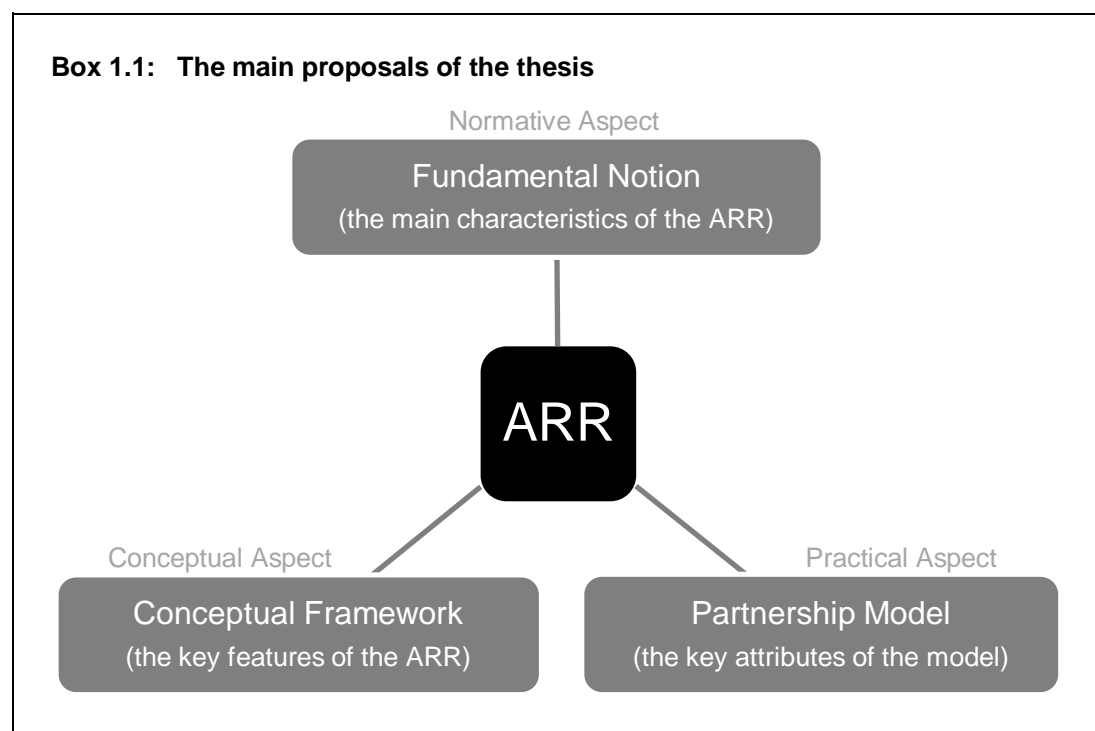 Box 1.1: The main proposals of the thesis
Normative Aspect
Fundamental Notion
(the main characteristics of the ARR)
ARR
Conceptual Aspect
Conceptual Framework
(the key features of the ARR)
Practical Aspect
Partnership Model
(the key attributes of the model)